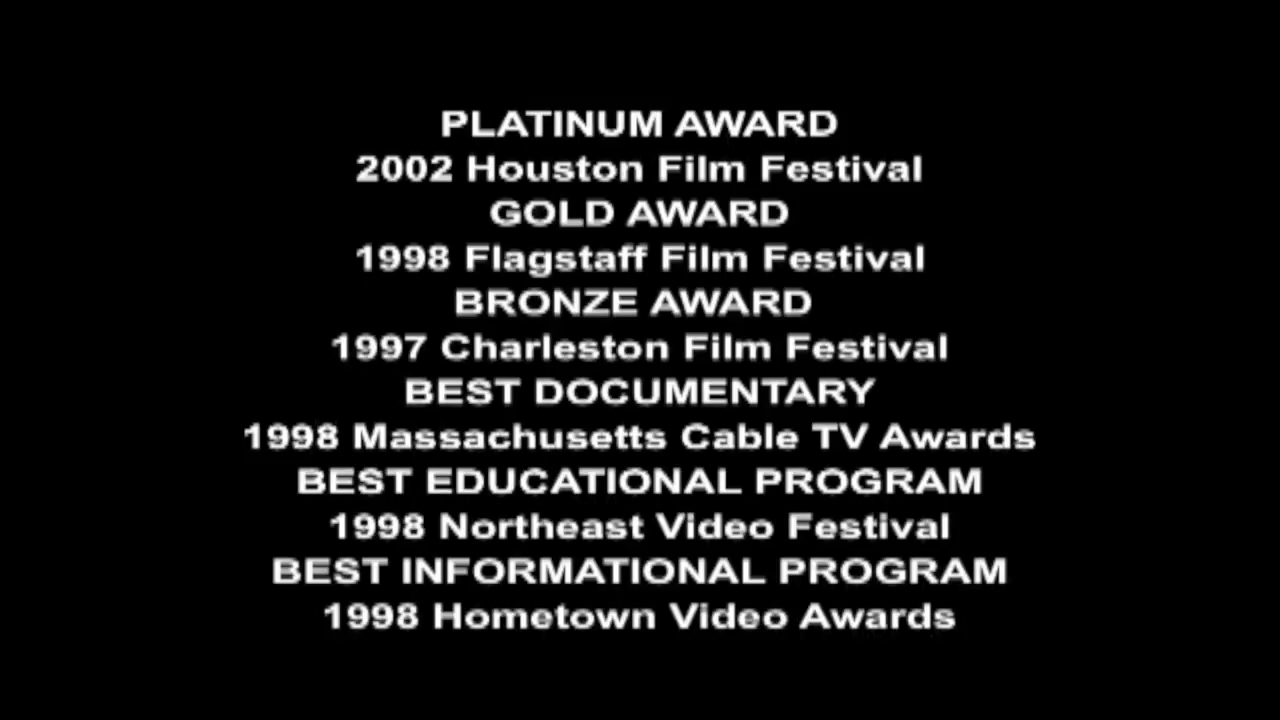 PLATINUM AWARD
2002 Houston Film Festival
GOLD AWARD
1998 Flagstaff Film Festival
BRONZE AWARD
1997 Charleston Film Festival
BEST DOCUMENTARY
1998 Massachusetts Cable TV Awards
BEST EDUCATIONAL PROGRAM
1998 Northeast Video Festival
BEST INFORMATIONAL PROGRAM
1998 Hometown Video Awards